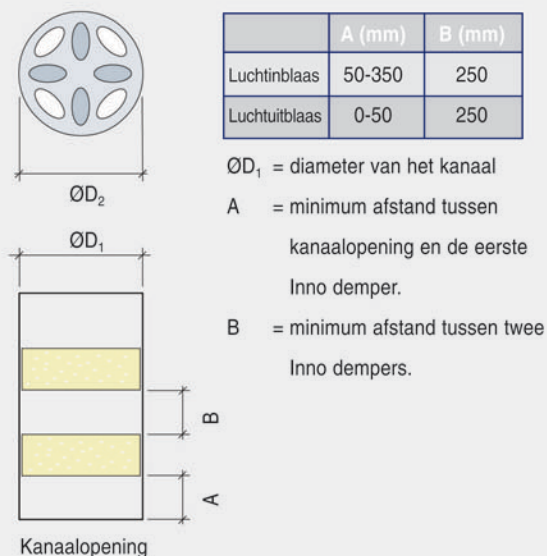 A (mm) B (mm)
Luchtinblaas 50-350 250
Luchtuitblaas 0-50 250
ØD₂
ØD₁
B
A
Kanaalopening
ØD₁ = diameter van het kanaal
A = minimum afstand tussen
kanaalopening en de eerste
Inno demper.
B = minimum afstand tussen twee
Inno dempers.